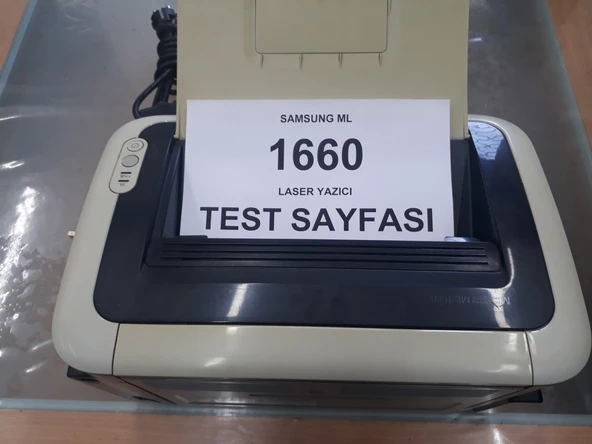 SAMSUNG ML
1660
LASER YAZICI
TEST SAYFASI